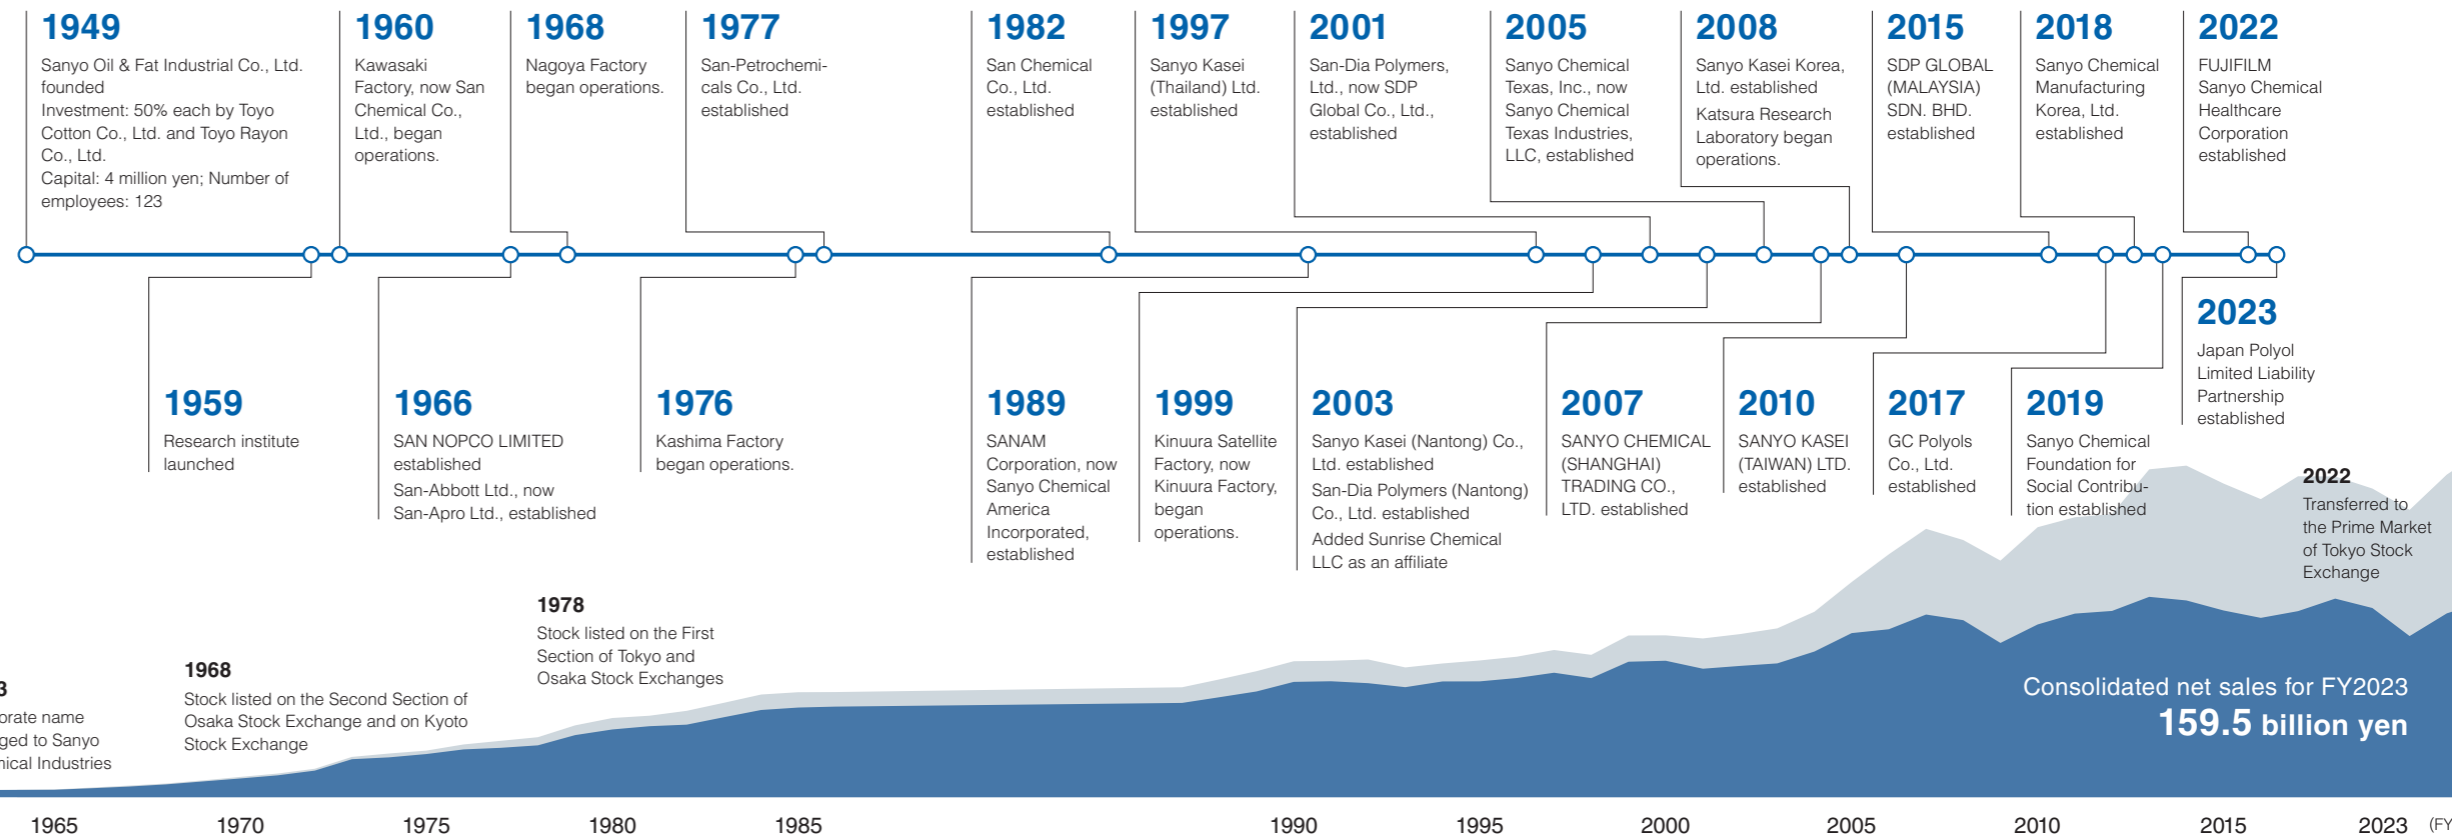 1949
Sanyo Oil & Fat Industrial Co., Ltd.
founded
Investment: 50% each by Toyo
Cotton Co., Ltd. and Toyo Rayon
Co., Ltd.
Capital: 4 million yen; Number of
employees: 123
1960
Kawasaki
Factory, now San
Chemical Co.,
Ltd., began
operations.
1968
Nagoya Factory
began operations.
1977
San-Petrochemi-
cals Co., Ltd.
established
1982
San Chemical
Co., Ltd.
established
1997
Sanyo Kasei
(Thailand) Ltd.
established
2001
San-Dia Polymers,
Ltd., now SDP
Global Co., Ltd.,
established
2005
Sanyo Chemical
Texas, Inc., now
Sanyo Chemical
Texas Industries,
LLC, established
2008
Sanyo Kasei Korea,
Ltd. established
Katsura Research
Laboratory began
operations.
2015
SDP GLOBAL
(MALAYSIA)
SDN. BHD.
established
2018
Sanyo Chemical
Manufacturing
Korea, Ltd.
established
2022
FUJIFILM
Sanyo Chemical
Healthcare
Corporation
established
1959
Research institute
launched
1966
SAN NOPCO LIMITED
established
San-Abbott Ltd., now
San-Apro Ltd., established
1976
Kashima Factory
began operations.
1989
SANAM
Corporation, now
Sanyo Chemical
America
Incorporated,
established
1999
Kinuura Satellite
Factory, now
Kinuura Factory,
began
operations.
2003
Sanyo Kasei (Nantong) Co.,
Ltd. established
San-Dia Polymers (Nantong)
Co., Ltd. established
Added Sunrise Chemical
LLC as an affiliate
2007
SANYO CHEMICAL
(SHANGHAI)
TRADING CO.,
LTD. established
2010
SANYO KASEI
(TAIWAN) LTD.
established
2017
GC Polyols
Co., Ltd.
established
2019
Sanyo Chemical
Foundation for
Social Contribu-
tion established
2023
Japan Polyol
Limited Liability
Partnership
established
3
orate name
ged to Sanyo
nical Industries
1968
Stock listed on the Second Section of
Osaka Stock Exchange and on Kyoto
Stock Exchange
1978
Stock listed on the First
Section of Tokyo and
Osaka Stock Exchanges
2022
Transferred to
the Prime Market
of Tokyo Stock
Exchange
Consolidated net sales for FY2023
159.5 billion yen
1965 1970 1975 1980 1985 1990 1995 2000 2005 2010 2015 2023 (FY